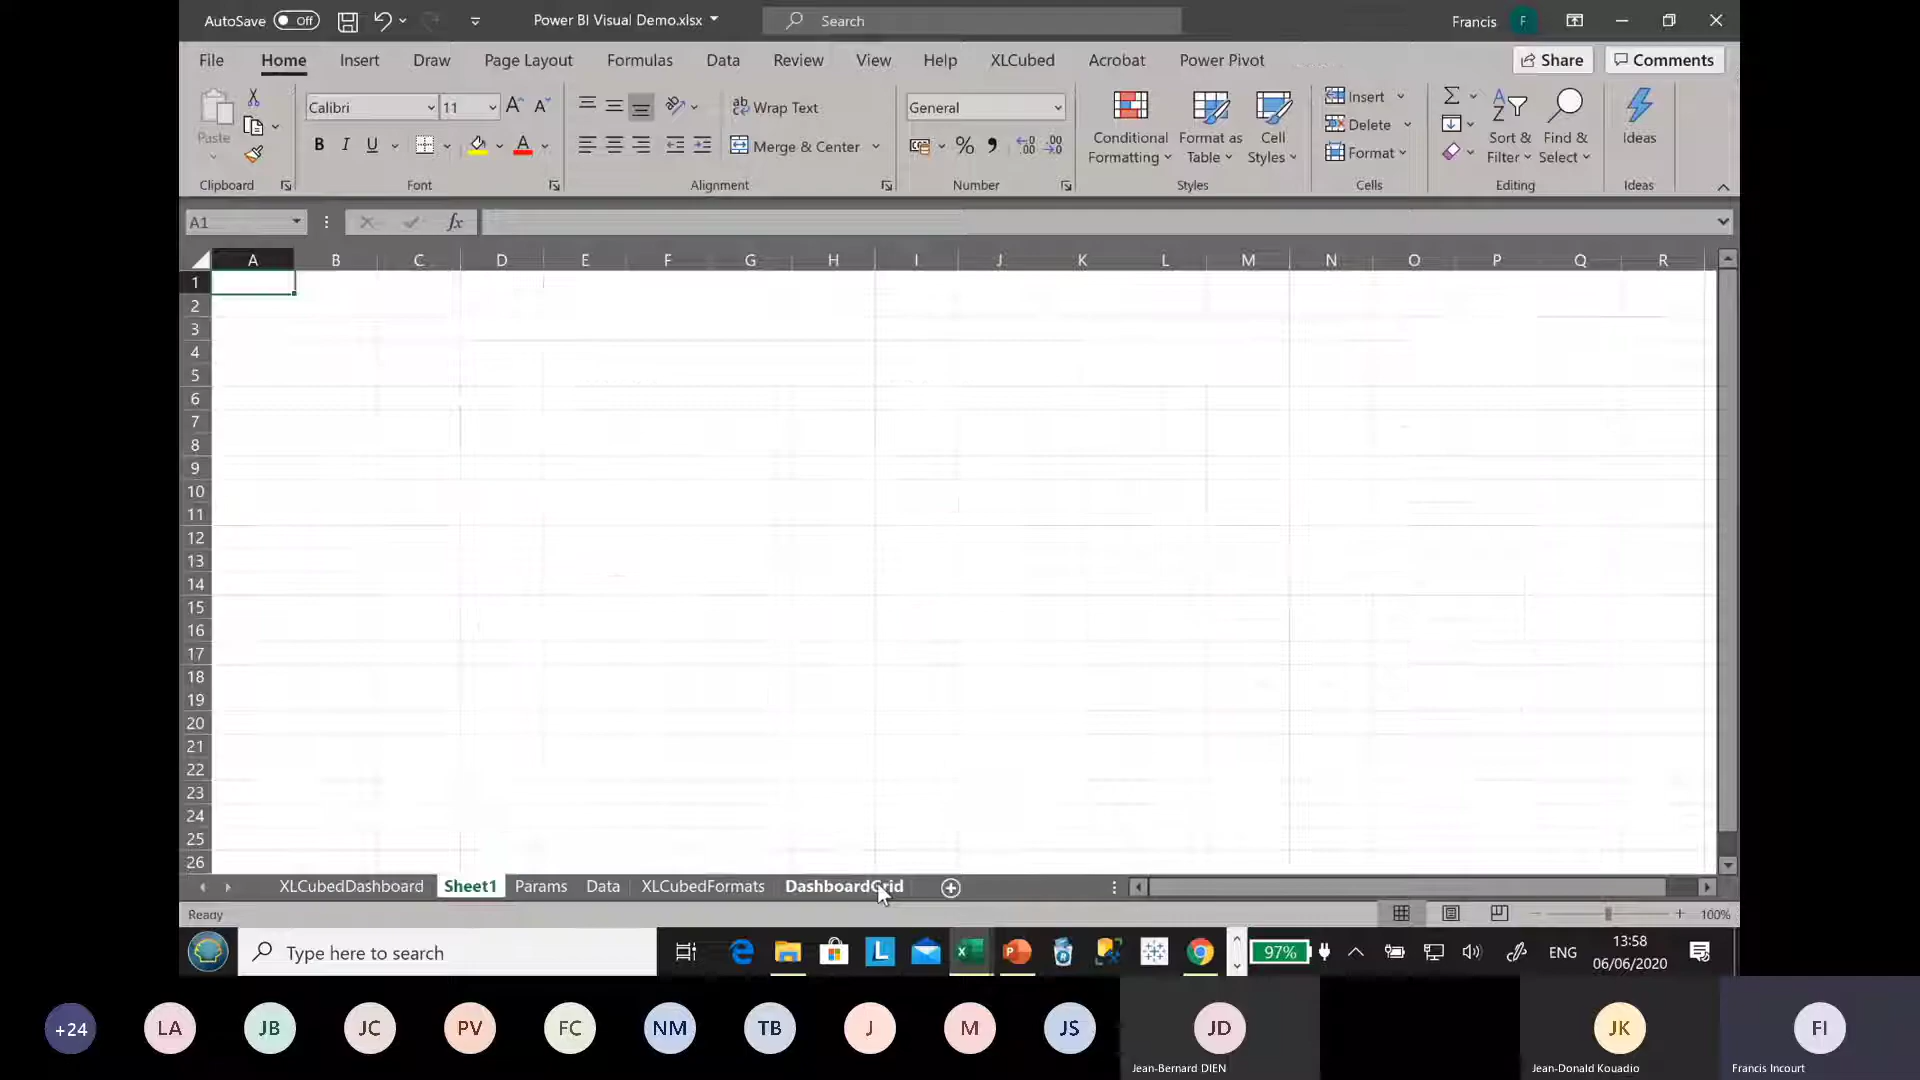 AutoSave Off Power BI Visual Demo.xlsx Search Francis F
File Home Insert Draw Page Layout Formulas Data Review View Help XLCubed Acrobat Power Pivot Share Comments
Calibri 11 Wrap Text General Insert
Paste Conditional Formatting Format as Table Cell Styles Delete Sort & Filter Find & Select Ideas
B I U Merge & Center % Format
Clipboard Font Alignment Number Styles Cells Editing Ideas
A1 fx
A B C D E F G H I J K L M N O P Q R
1
2
3
4
5
6
7
8
9
10
11
12
13
14
15
16
17
18
19
20
21
22
23
24
25
26
XLCubedDashboard Sheet1 Params Data XLCubedFormats DashboardGrid
Ready 100%
Type here to search 97% ENG 13:58
06/06/2020
+24 LA JB JC PV FC NM TB J M JS JD JK FI
Jean-Bernard DIEN Jean-Donald Kouadio Francis Incourt